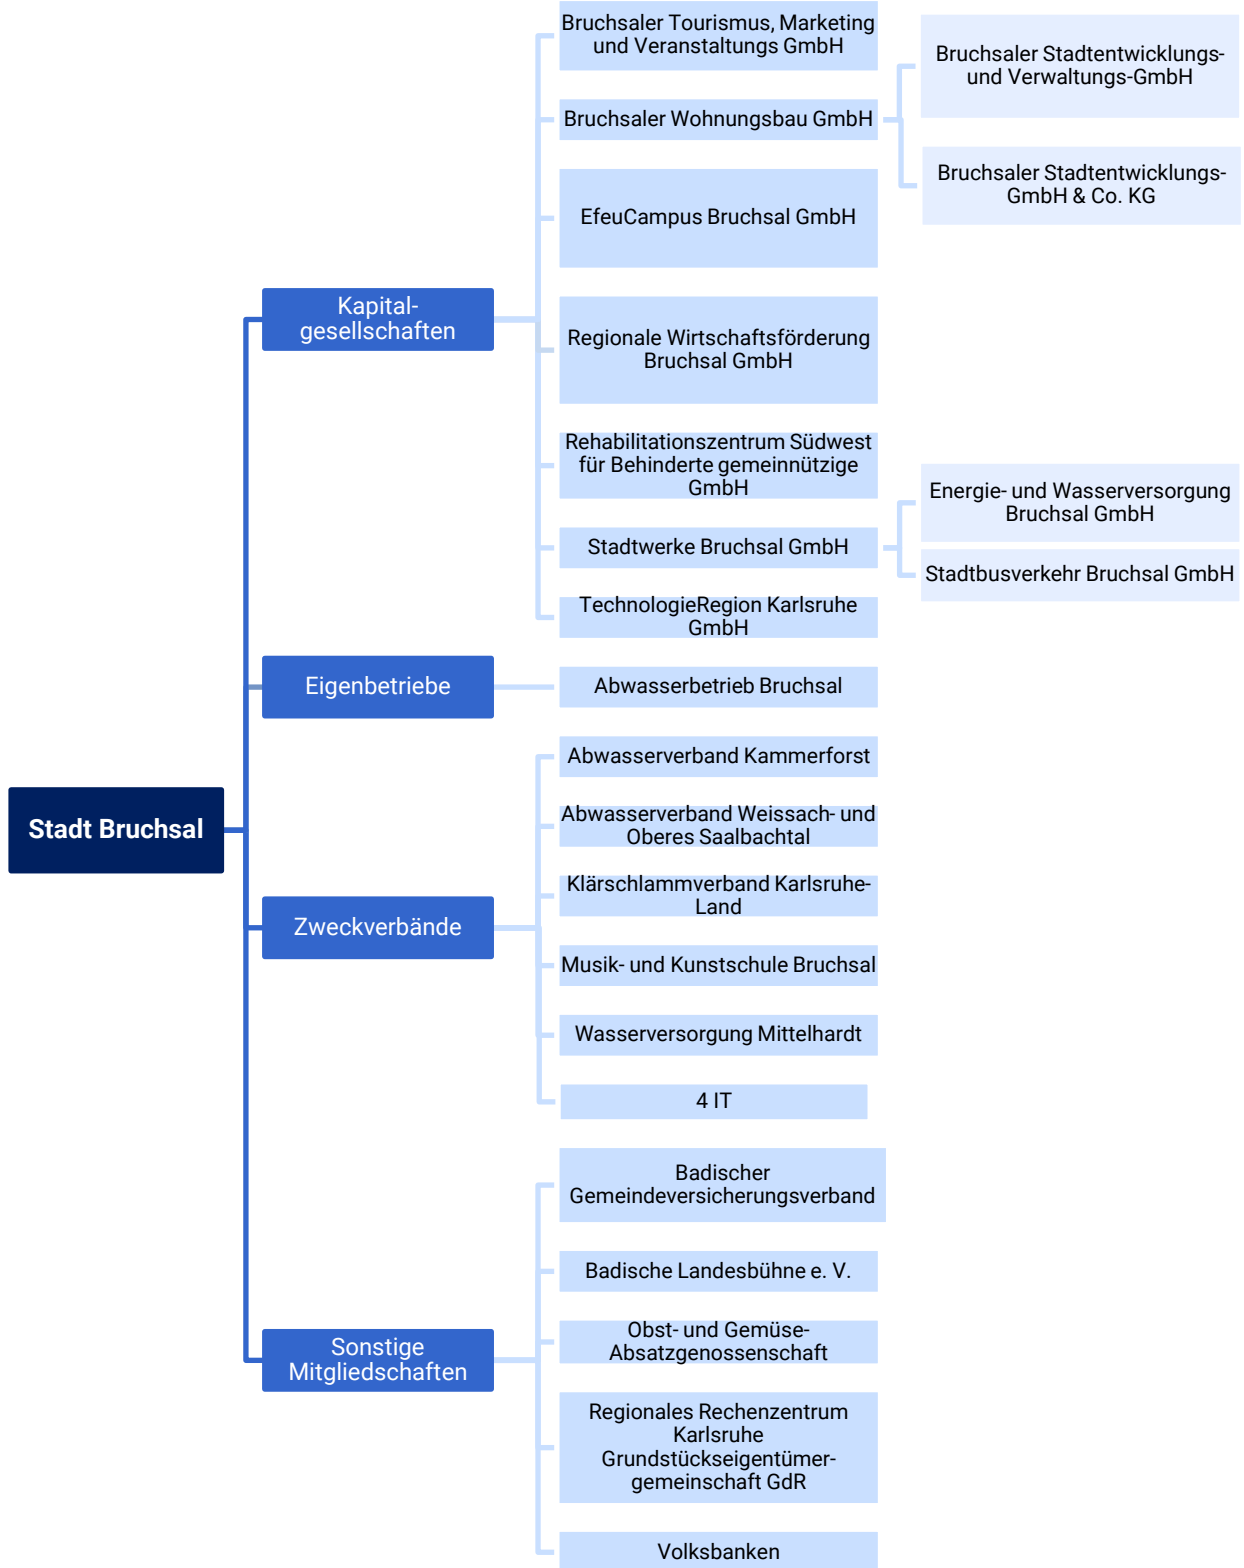 Stadt Bruchsal
Kapital-
gesellschaften
Bruchsaler Tourismus, Marketing
und Veranstaltungs GmbH
Bruchsaler Wohnungsbau GmbH
Bruchsaler Stadtentwicklungs-
und Verwaltungs-GmbH
Bruchsaler Stadtentwicklungs-
GmbH & Co. KG
EfeuCampus Bruchsal GmbH
Regionale Wirtschaftsförderung
Bruchsal GmbH
Rehabilitationszentrum Südwest
für Behinderte gemeinnützige
GmbH
Stadtwerke Bruchsal GmbH
Energie- und Wasserversorgung
Bruchsal GmbH
Stadtbusverkehr Bruchsal GmbH
TechnologieRegion Karlsruhe
GmbH
Eigenbetriebe
Abwasserbetrieb Bruchsal
Zweckverbände
Abwasserverband Kammerforst
Abwasserverband Weissach- und
Oberes Saalbachtal
Klärschlammverband Karlsruhe-
Land
Musik- und Kunstschule Bruchsal
Wasserversorgung Mittelhardt
4 IT
Sonstige
Mitgliedschaften
Badischer
Gemeindeversicherungsverband
Badische Landesbühne e. V.
Obst- und Gemüse-
Absatzgenossenschaft
Regionales Rechenzentrum
Karlsruhe
Grundstückseigentümer-
gemeinschaft GdR
Volksbanken